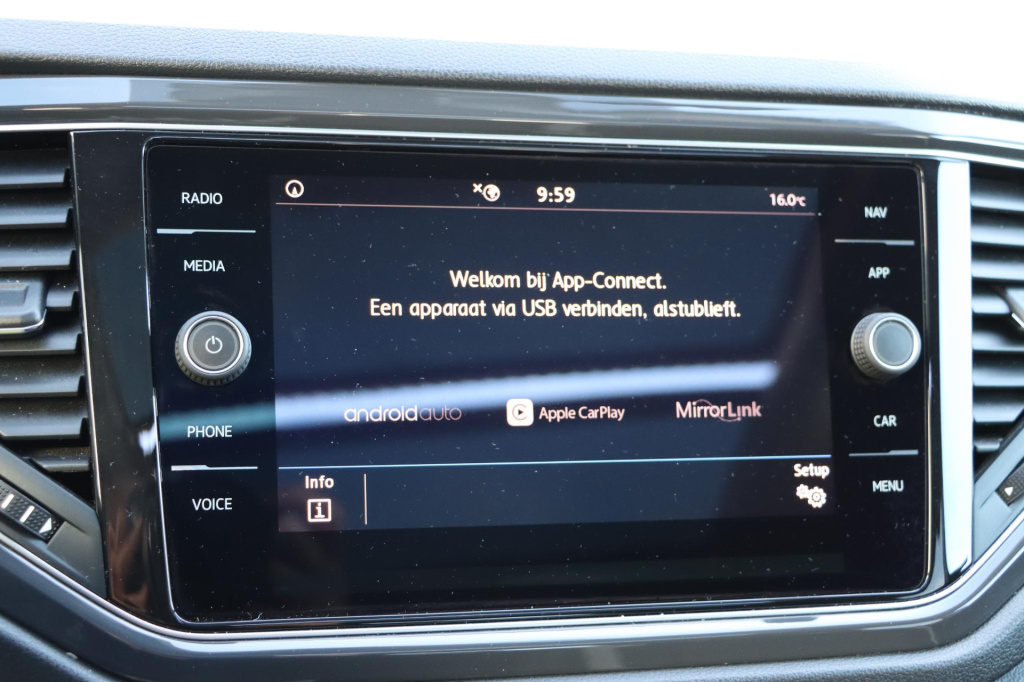 RADIO
MEDIA
PHONE
VOICE
9:59
16.0°C
Welkom bij App-Connect.
Een apparaat via USB verbinden, alstublieft.
androidauto
Apple CarPlay
MirrorLink
Info
Setup
NAV
APP
CAR
MENU